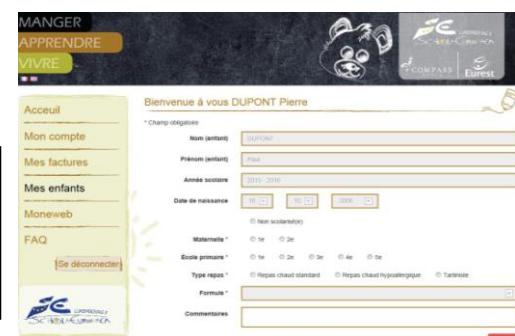 MANGER
APPRENDRE
VIVRE
COMPASS
Eurest
Acceuil
Mon compte
Mes factures
Mes enfants
Moneweb
FAQ
Se déconnecter
Bienvenue à vous DUPONT Pierre
* Champ obligatoire
Nom (enfant) DUPONT
Prénom (enfant) Paul
Année scolaire 2015-2016
Date de naissance 10 10 2006
Non scolarisé(e)
Maternelle * 1e 2e
Ecole primaire * 1e 2e 3e 4e 5e
Type repas * Repas chaud standard Repas chaud hypoallergique Tartiniste
Formule *
Commentaires